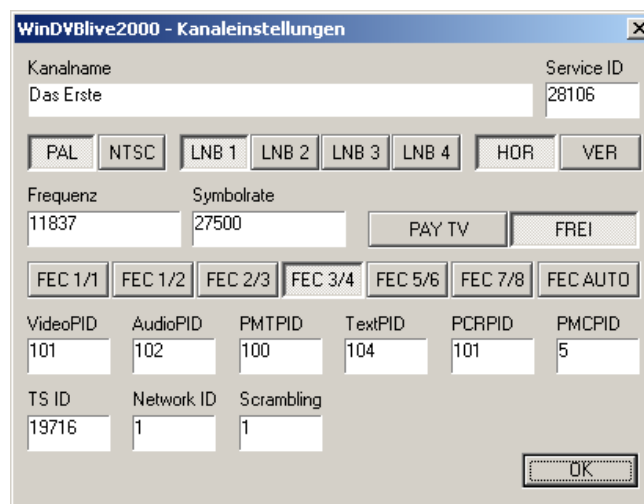 WinDVBlive2000 - Kanaleinstellungen
Kanalname Service ID
Das Erste 28106
PAL NTSC LNB 1 LNB 2 LNB 3 LNB 4 HOR VER
Frequenz Symbolrate
11837 27500 PAY TV FREI
FEC 1/1 FEC 1/2 FEC 2/3 FEC 3/4 FEC 5/6 FEC 7/8 FEC AUTO
VideoPID AudioPID PMTPID TextPID PCRPID PMCPID
101 102 100 104 101 5
TS ID Network ID Scrambling
19716 1 1
OK